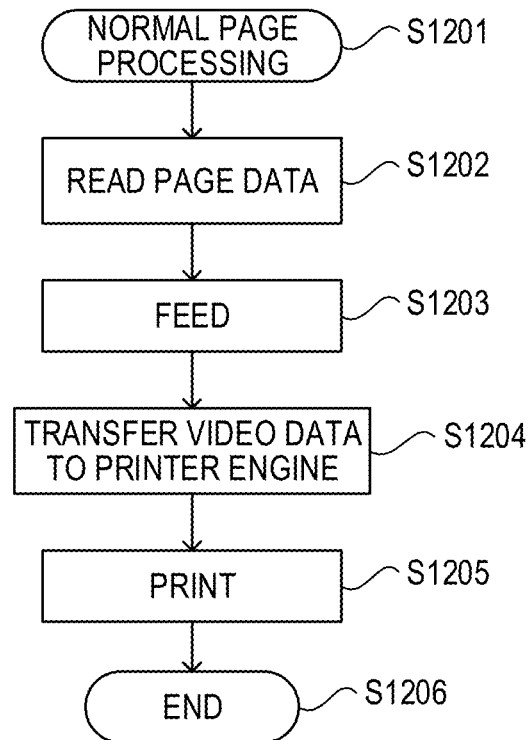 NORMAL PAGE
PROCESSING
S1201
READ PAGE DATA
S1202
FEED
S1203
TRANSFER VIDEO DATA
TO PRINTER ENGINE
S1204
PRINT
S1205
END
S1206